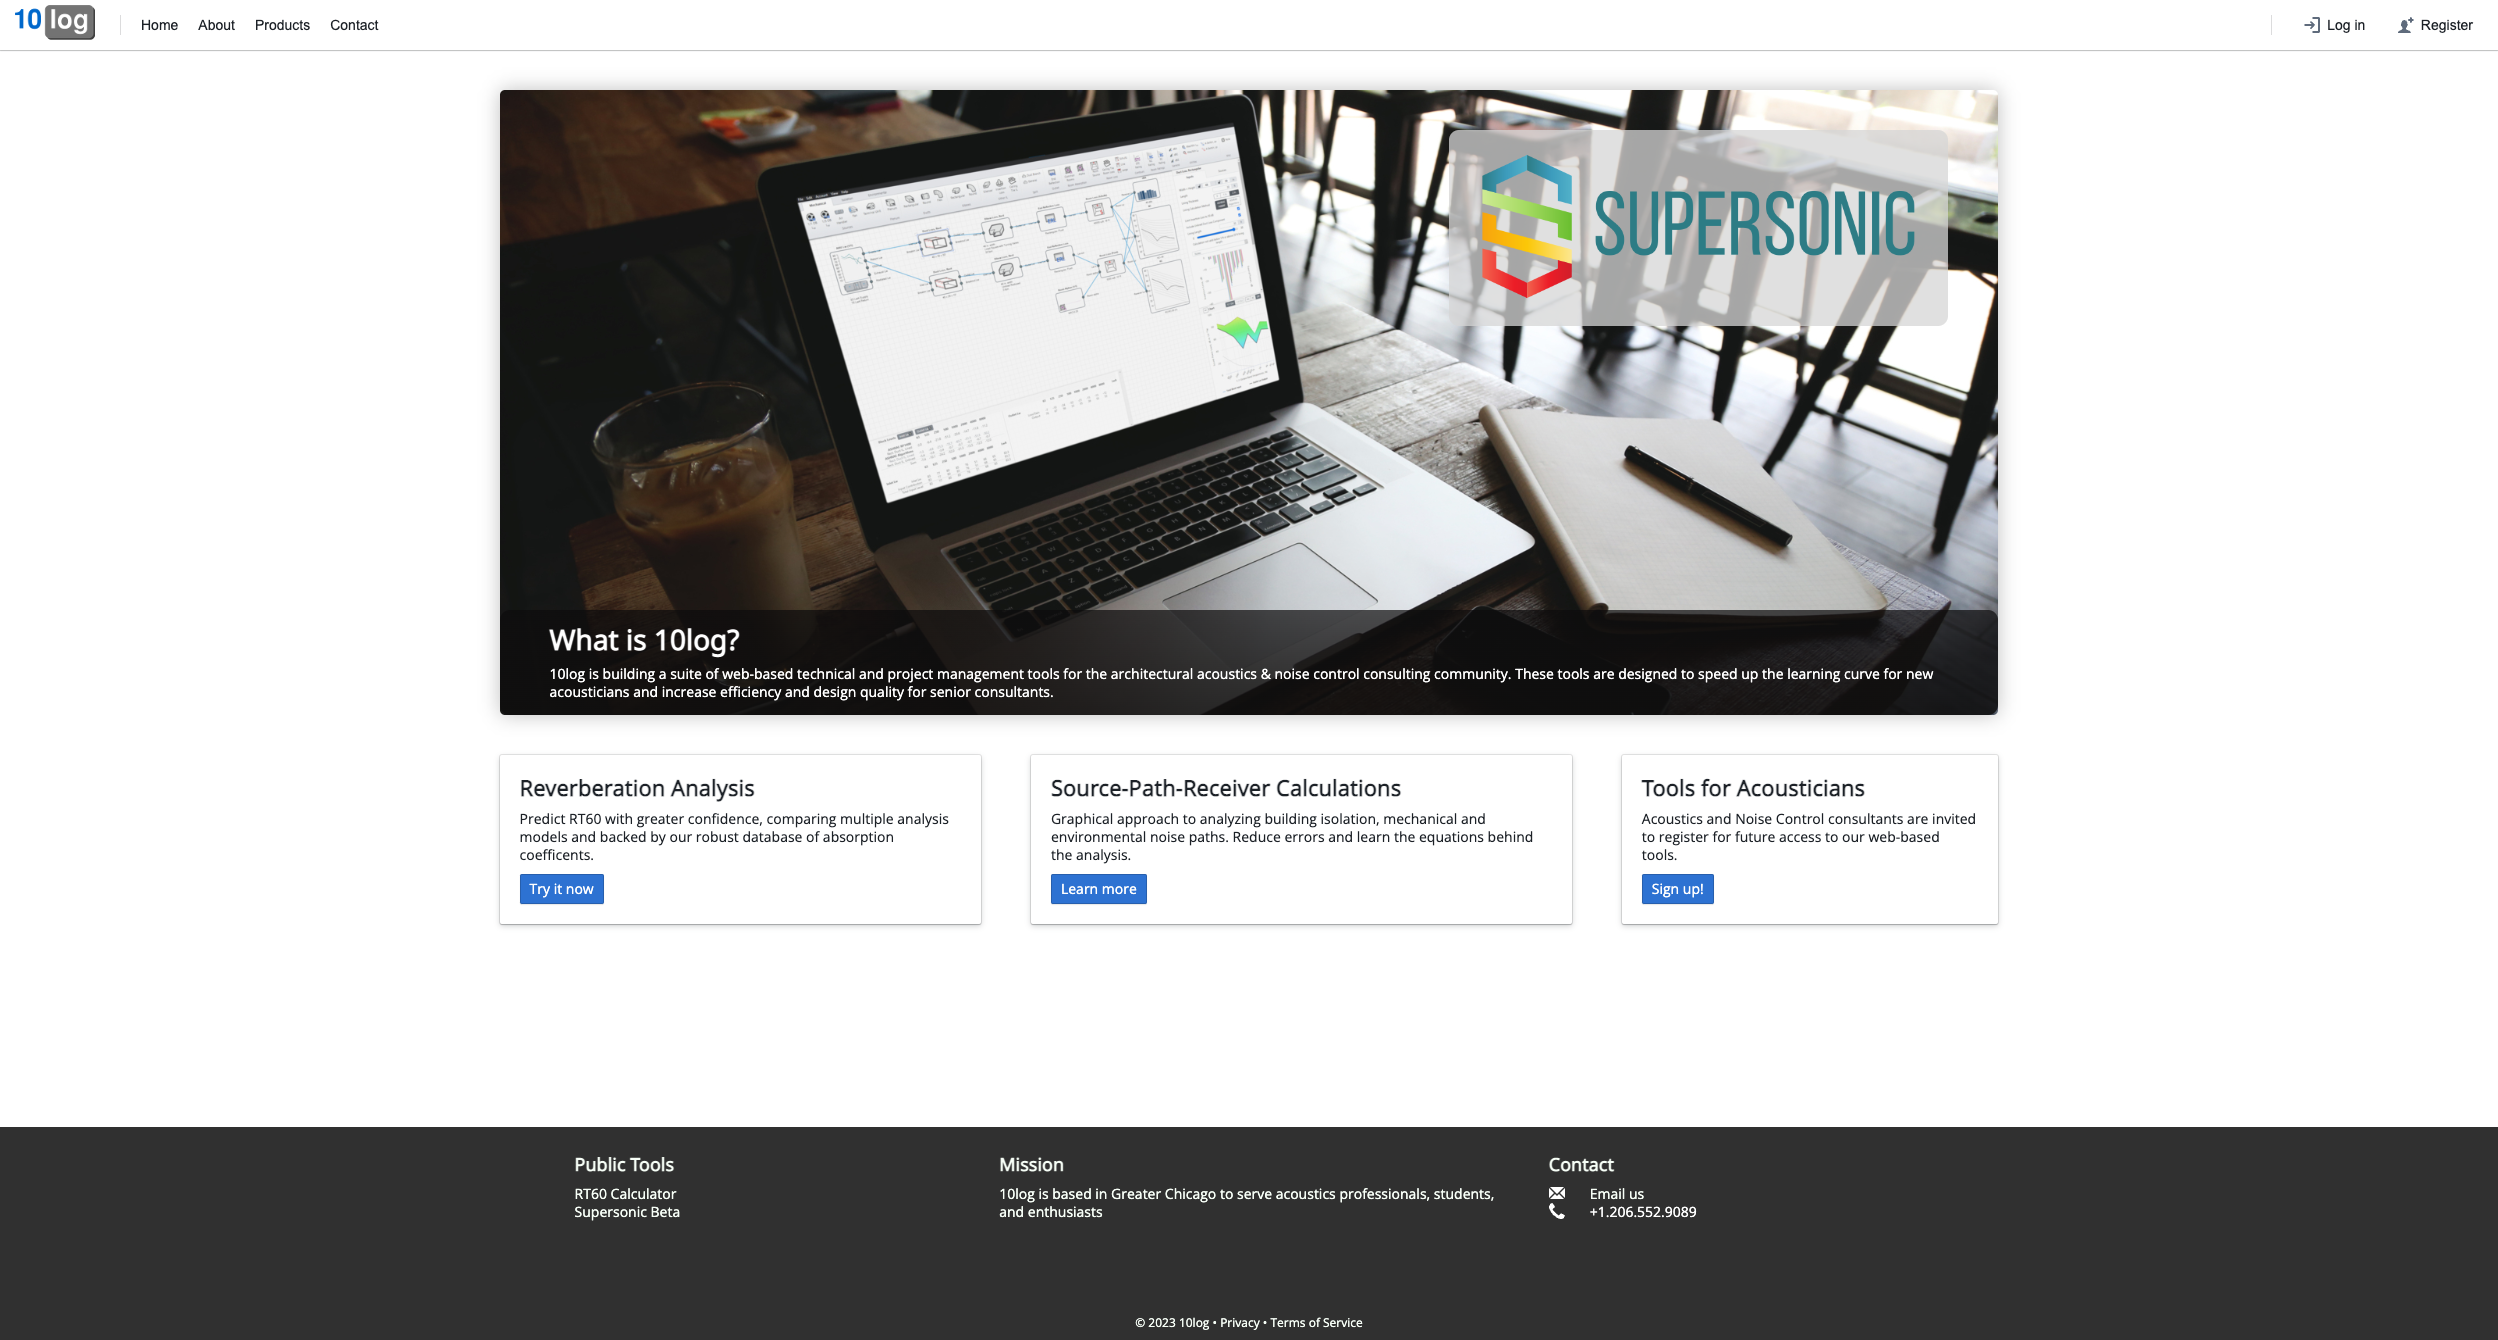 10 log
Home
About
Products
Contact
Log in
Register
SUPERSONIC
What is 10log?
10log is building a suite of web-based technical and project management tools for the architectural acoustics & noise control consulting community. These tools are designed to speed up the learning curve for new
acousticians and increase efficiency and design quality for senior consultants.
Reverberation Analysis
Predict RT60 with greater confidence, comparing multiple analysis
models and backed by our robust database of absorption
coefficents.
Try it now
Source-Path-Receiver Calculations
Graphical approach to analyzing building isolation, mechanical and
environmental noise paths. Reduce errors and learn the equations behind
the analysis.
Learn more
Tools for Acousticians
Acoustics and Noise Control consultants are invited
to register for future access to our web-based
tools.
Sign up!
Public Tools
RT60 Calculator
Supersonic Beta
Mission
10log is based in Greater Chicago to serve acoustics professionals, students,
and enthusiasts
Contact
Email us
+1.206.552.9089
© 2023 10log • Privacy • Terms of Service